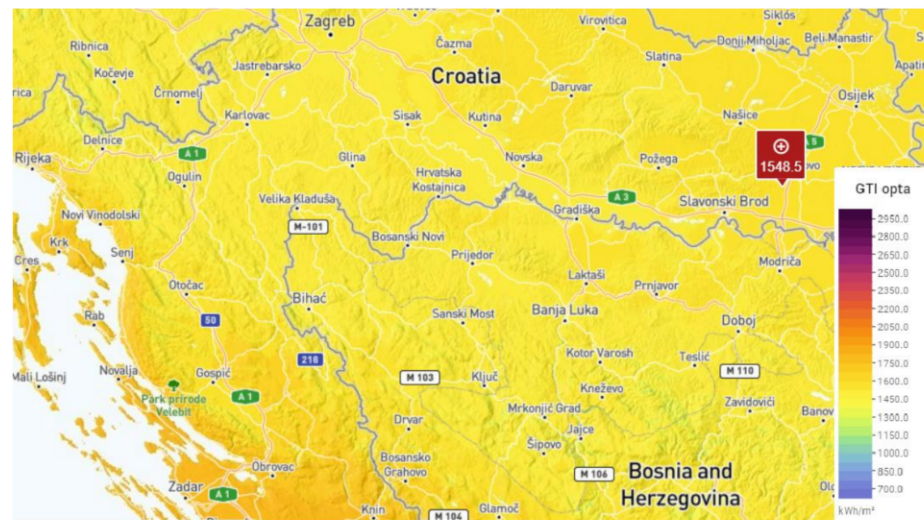 Zagreb
Virovitica
Siklós
Donji Miholjac
Beli Manastir
Ribnica
Čazma
Slatina
Kočevje
Jastrebarsko
Croatia
Apatin
Črnomelj
Daruvar
Osijek
Karlovac
Sisak
Kutina
Našice
Delnice
A 1
Rijeka
Glina
Novska
Požega
1548.5
Ogulin
Hrvatska
Kostajnica
A 3
Velika Kladuša
Gradiška
Slavonski Brod
Novi Vinodolski
M-101
Krk
Senj
Bosanski Novi
Prijedor
Modriča
Cres
Otočac
Laktaši
Prnjavor
Bihać
Rab
50
Sanski Most
Banja Luka
Doboj
218
Kotor Varosh
Teslić
Mali Lošinj
Novalja
Gospić
M 103
Ključ
M 110
Park prirode
Velebit
A 1
Kneževo
Mrkonjić Grad
Zavidovići
Drvar
Jajce
Šipovo
Obrovac
Bosansko
Grahovo
M 106
Bosnia and
Herzegovina
Zadar
A 1
Knin
M 104
Glamoč
GTI opta
2950.0
2800.0
2650.0
2500.0
2350.0
2200.0
2050.0
1900.0
1750.0
1600.0
1450.0
1300.0
1150.0
1000.0
850.0
700.0
kWh/m²